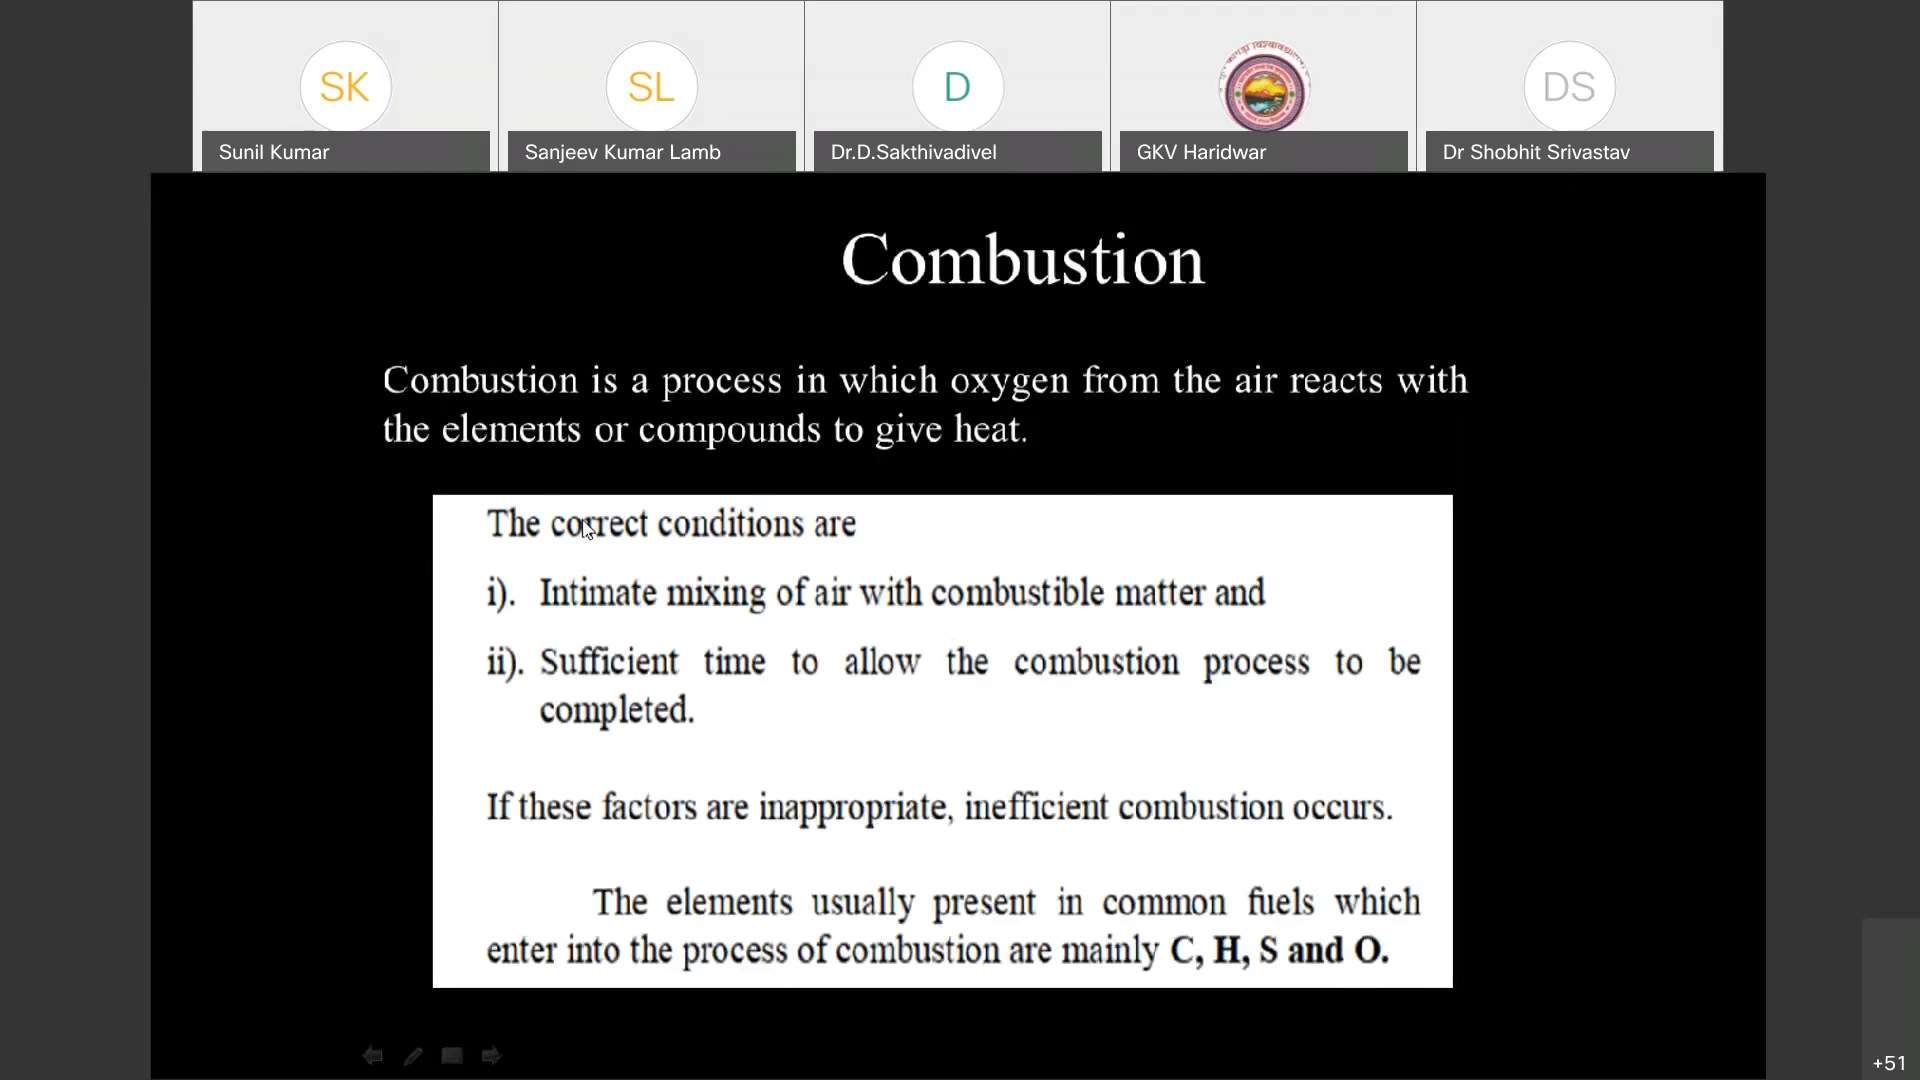 SK
SL
D
DS
Sunil Kumar
Sanjeev Kumar Lamb
Dr.D.Sakthivadivel
GKV Haridwar
Dr Shobhit Srivastav
Combustion
Combustion is a process in which oxygen from the air reacts with
the elements or compounds to give heat.
The correct conditions are
i). Intimate mixing of air with combustible matter and
ii). Sufficient time to allow the combustion process to be
completed.
If these factors are inappropriate, inefficient combustion occurs.
The elements usually present in common fuels which
enter into the process of combustion are mainly C, H, S and O.
+51